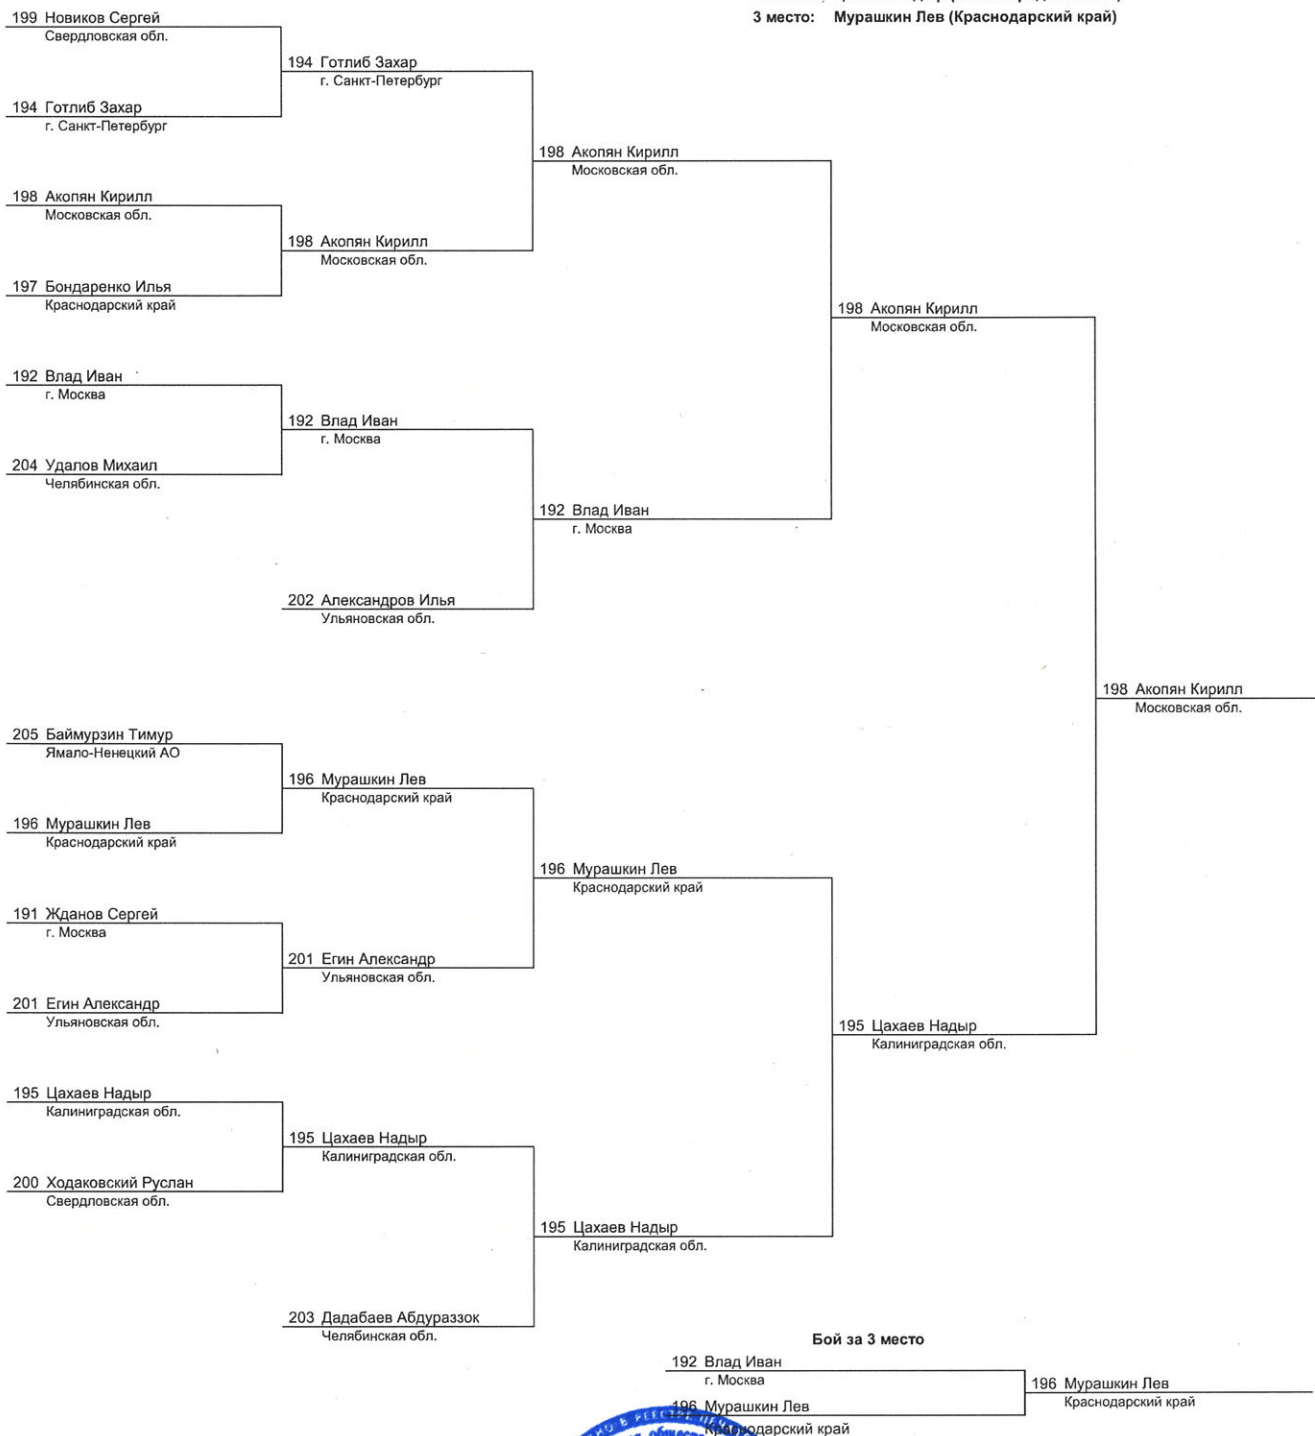 3 место: Мурашкин Лев (Краснодарский край)
199 Новиков Сергей
Свердловская обл.
194 Готлиб Захар
г. Санкт-Петербург
194 Готлиб Захар
г. Санкт-Петербург
198 Акопян Кирилл
Московская обл.
198 Акопян Кирилл
Московская обл.
198 Акопян Кирилл
Московская обл.
197 Бондаренко Илья
Краснодарский край
198 Акопян Кирилл
Московская обл.
192 Влад Иван
г. Москва
192 Влад Иван
г. Москва
204 Удалов Михаил
Челябинская обл.
192 Влад Иван
г. Москва
202 Александров Илья
Ульяновская обл.
198 Акопян Кирилл
Московская обл.
205 Баймурзин Тимур
Ямало-Ненецкий АО
196 Мурашкин Лев
Краснодарский край
196 Мурашкин Лев
Краснодарский край
196 Мурашкин Лев
Краснодарский край
191 Жданов Сергей
г. Москва
201 Егин Александр
Ульяновская обл.
201 Егин Александр
Ульяновская обл.
195 Цахаев Надыр
Калиниградская обл.
195 Цахаев Надыр
Калиниградская обл.
195 Цахаев Надыр
Калиниградская обл.
200 Ходаковский Руслан
Свердловская обл.
195 Цахаев Надыр
Калиниградская обл.
203 Дадабаев Абдураззок
Челябинская обл.
Бой за 3 место
192 Влад Иван
г. Москва
196 Мурашкин Лев
Краснодарский край
196 Мурашкин Лев
Краснодарский край